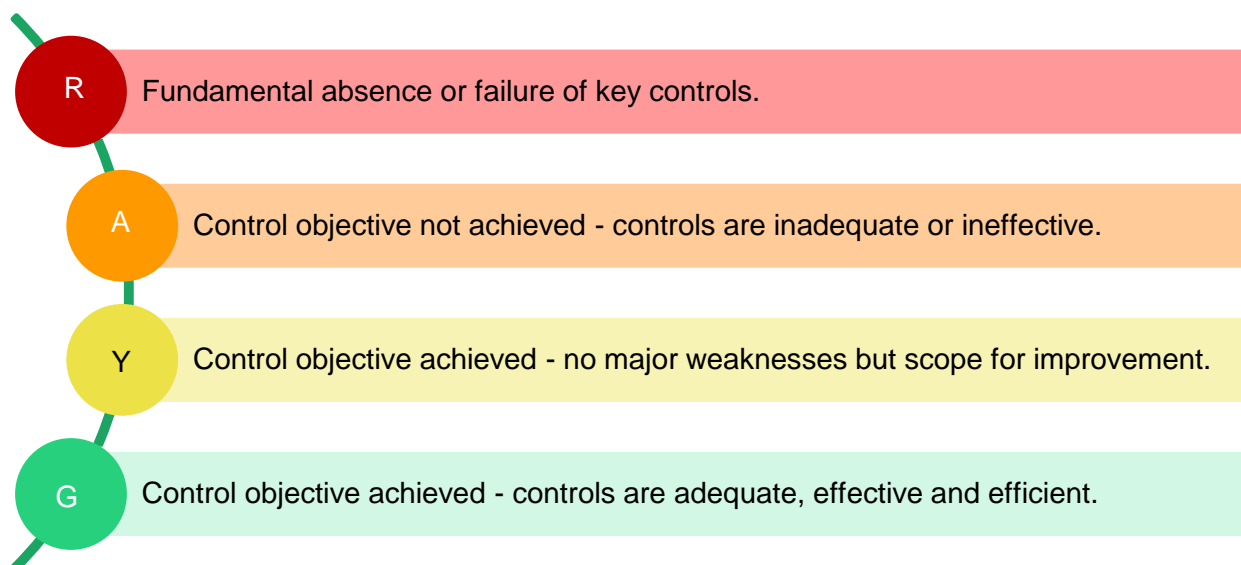 R
Fundamental absence or failure of key controls.
A
Control objective not achieved - controls are inadequate or ineffective.
Y
Control objective achieved - no major weaknesses but scope for improvement.
G
Control objective achieved - controls are adequate, effective and efficient.